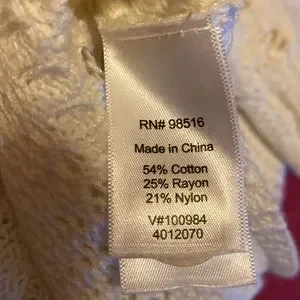 RN# 98516
Made in China
54% Cotton
25% Rayon
21% Nylon
V#100984
4012070